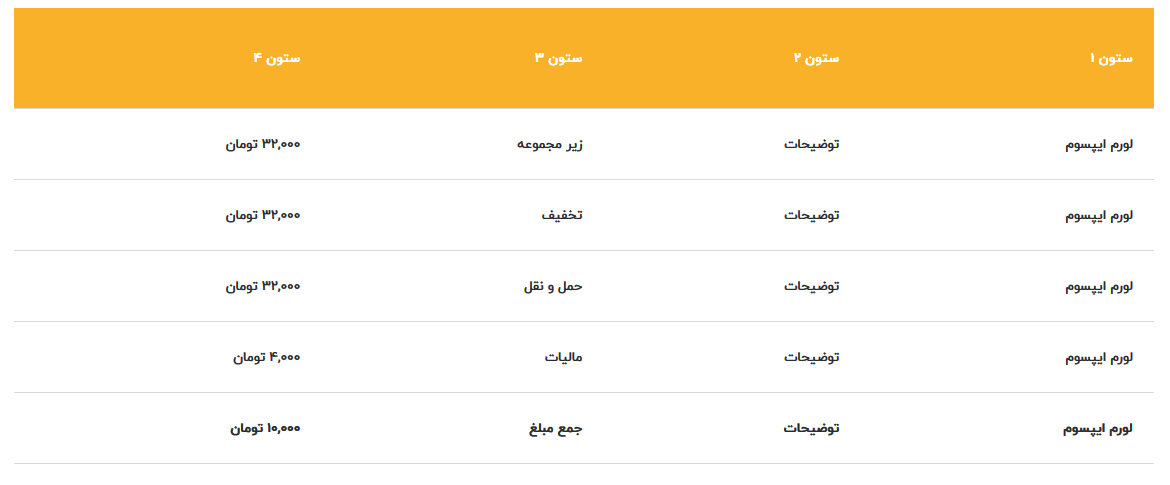 ستون ۱ ستون ۲ ستون ۳ ستون ۴
لورم ایپسوم توضیحات زیر مجموعه ۳۲,۰۰۰ تومان
لورم ایپسوم توضیحات تخفیف ۳۲,۰۰۰ تومان
لورم ایپسوم توضیحات حمل و نقل ۳۲,۰۰۰ تومان
لورم ایپسوم توضیحات مالیات ۴,۰۰۰ تومان
لورم ایپسوم توضیحات جمع مبلغ ۱۰,۰۰۰ تومان